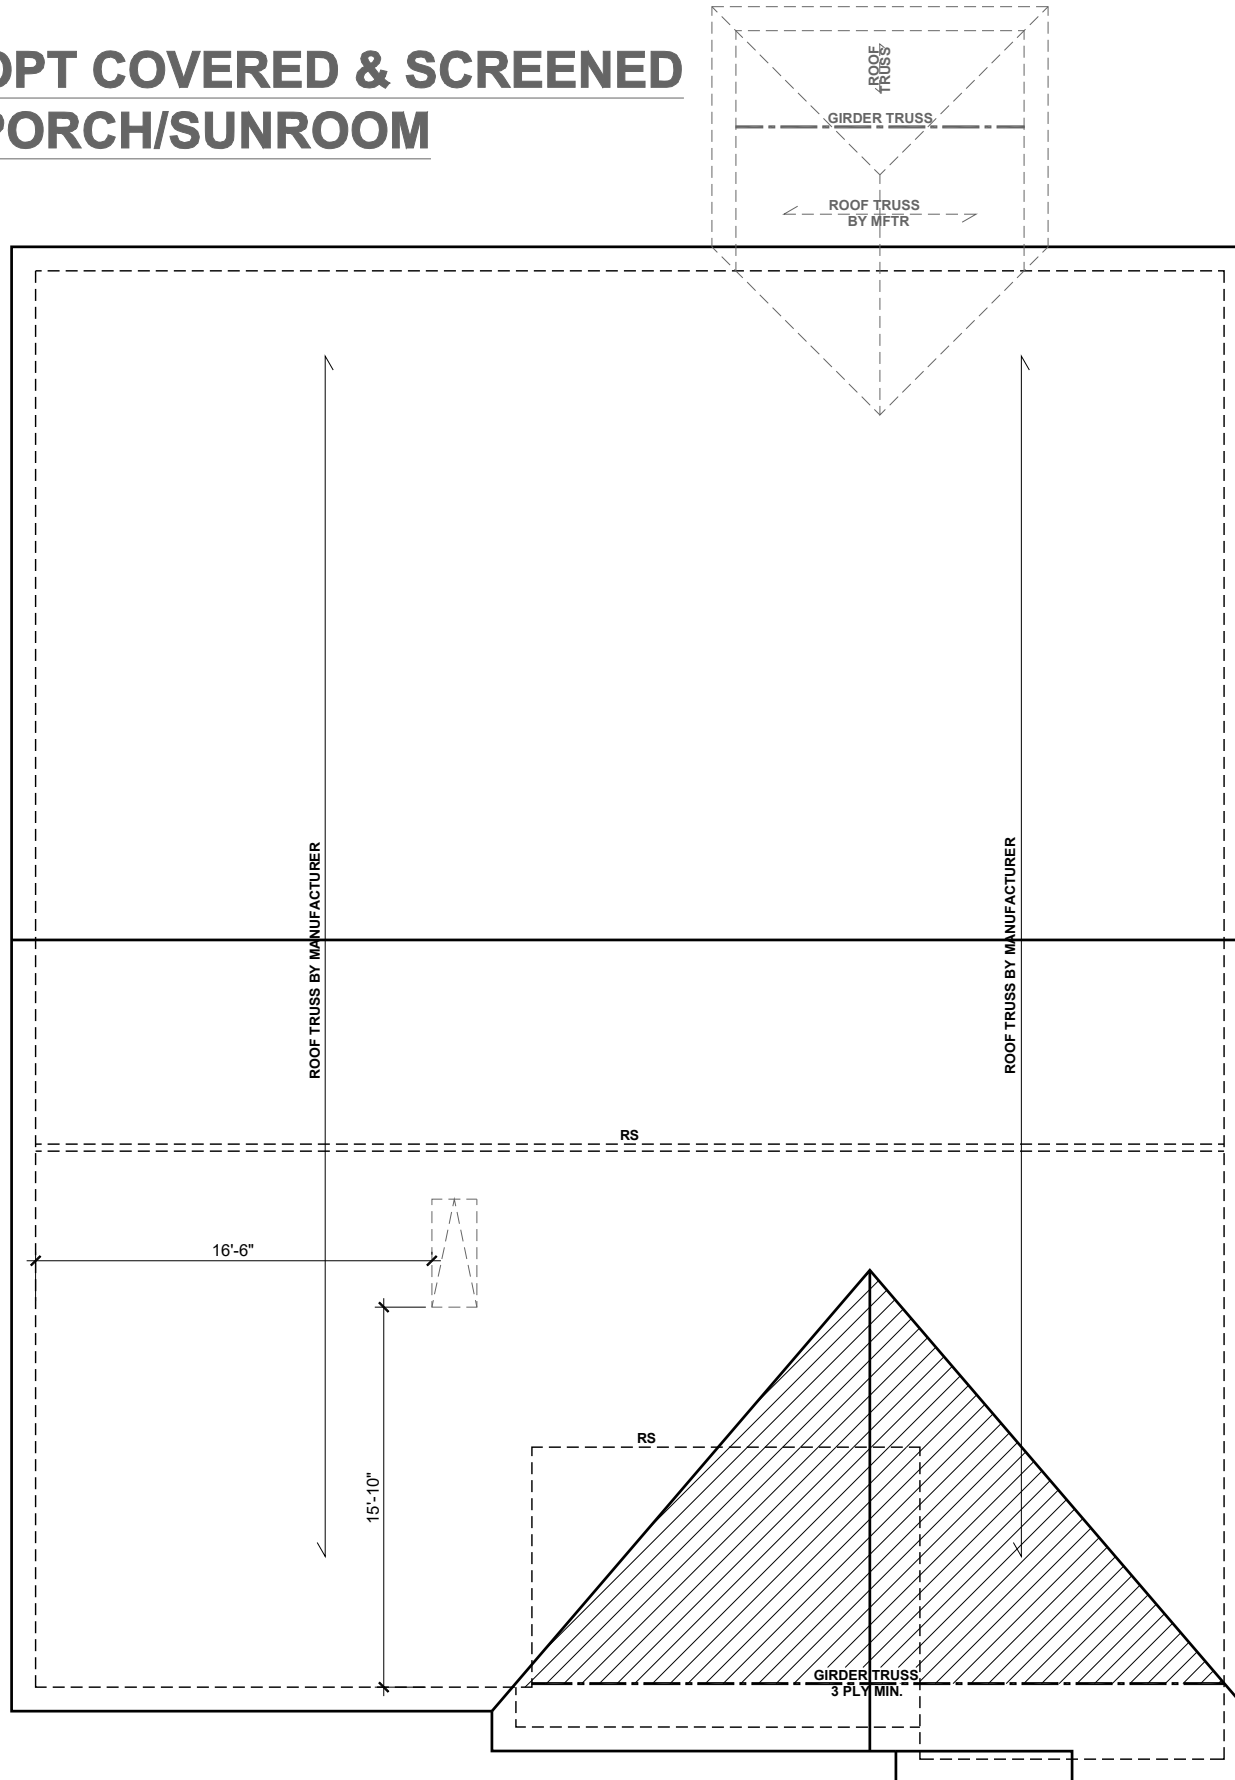 OPT COVERED & SCREENED
PORCH/SUNROOM
ROOF
TRUSS
GIRDER TRUSS
ROOF TRUSS
BY MFTR
ROOF TRUSS BY MANUFACTURER
ROOF TRUSS BY MANUFACTURER
RS
16'-6"
RS
15'-10"
GIRDER TRUSS
3 PLY MIN.